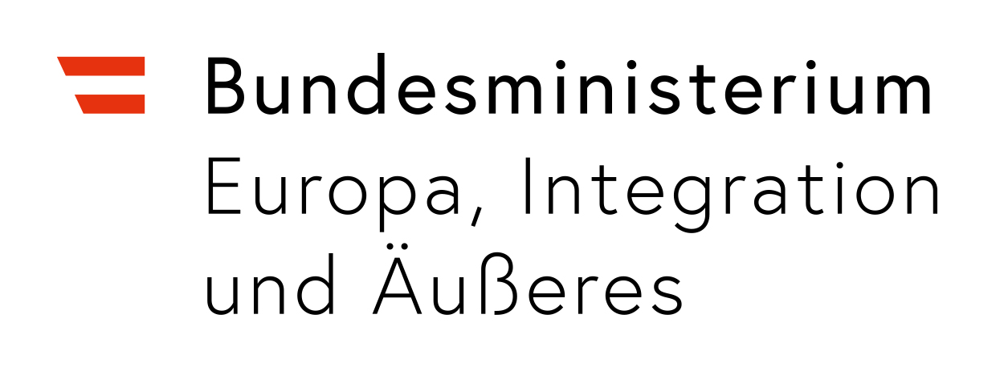 Bundesministerium
Europa, Integration
und Äußeres